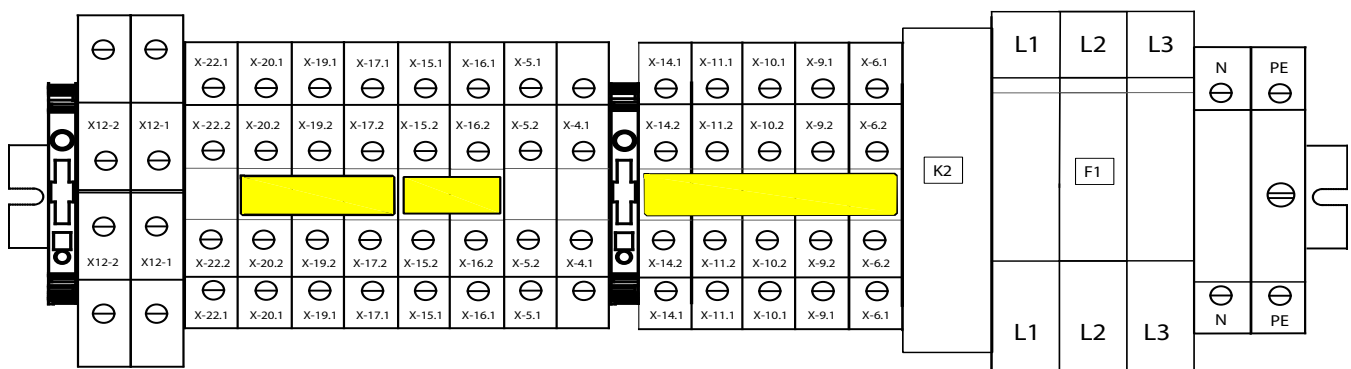 L1 L2 L3
X-22.1 X-20.1 X-19.1 X-17.1 X-15.1 X-16.1 X-5.1 X-14.1 X-11.1 X-10.1 X-9.1 X-6.1 N PE
X12-2 X12-1 X-22.2 X-20.2 X-19.2 X-17.2 X-15.2 X-16.2 X-5.2 X-4.1 X-14.2 X-11.2 X-10.2 X-9.2 X-6.2
K2 F1
X12-2 X12-1 X-22.2 X-20.2 X-19.2 X-17.2 X-15.2 X-16.2 X-5.2 X-4.1 X-14.2 X-11.2 X-10.2 X-9.2 X-6.2
X-22.1 X-20.1 X-19.1 X-17.1 X-15.1 X-16.1 X-5.1 X-14.1 X-11.1 X-10.1 X-9.1 X-6.1 N PE
L1 L2 L3